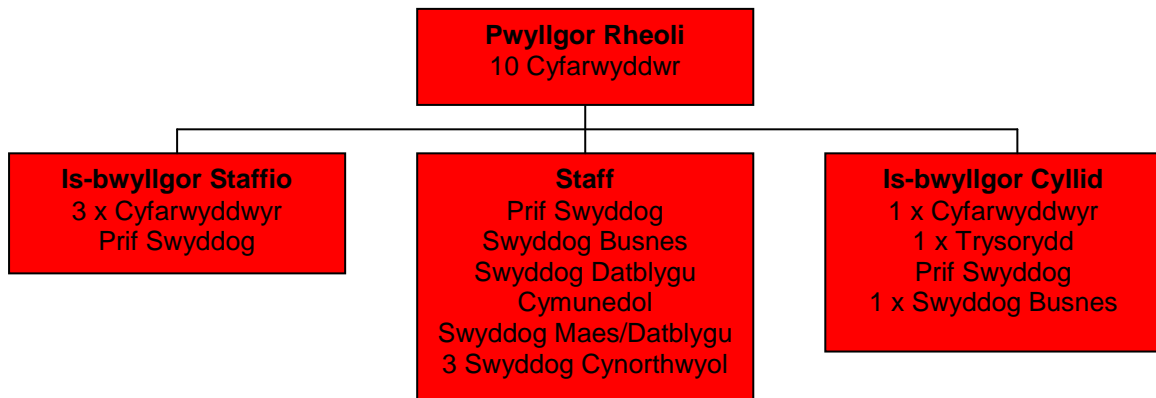 Pwyllgor Rheoli
10 Cyfarwyddwr
Is-bwyllgor Staffio
3 x Cyfarwyddwyr
Prif Swyddog
Staff
Prif Swyddog
Swyddog Busnes
Swyddog Datblygu
Cymunedol
Swyddog Maes/Datblygu
3 Swyddog Cynorthwyol
Is-bwyllgor Cyllid
1 x Cyfarwyddwyr
1 x Trysorydd
Prif Swyddog
1 x Swyddog Busnes